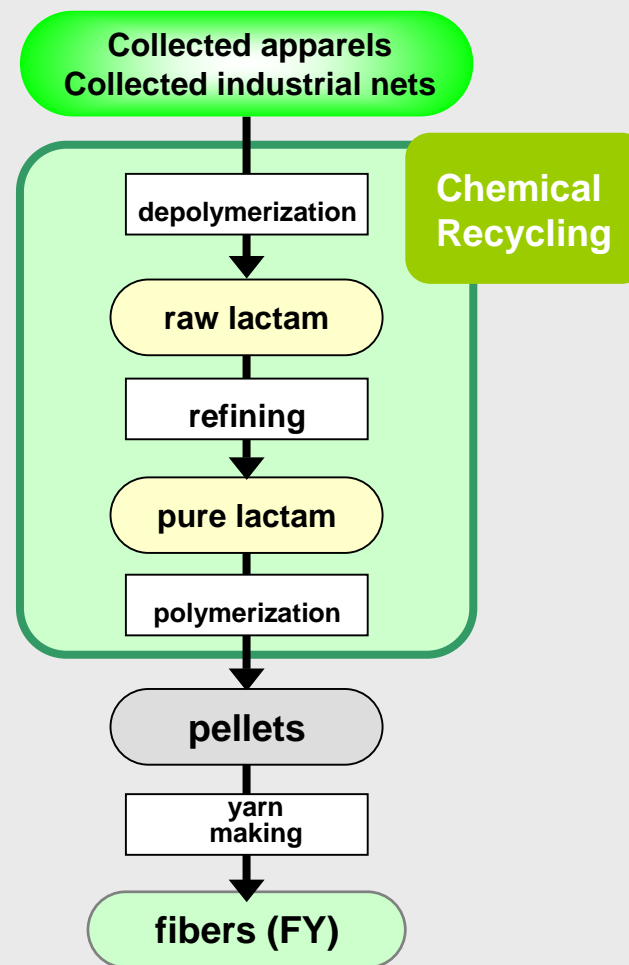 Collected apparels
Collected industrial nets
Chemical
Recycling
depolymerization
raw lactam
refining
pure lactam
polymerization
pellets
yarn
making
fibers (FY)